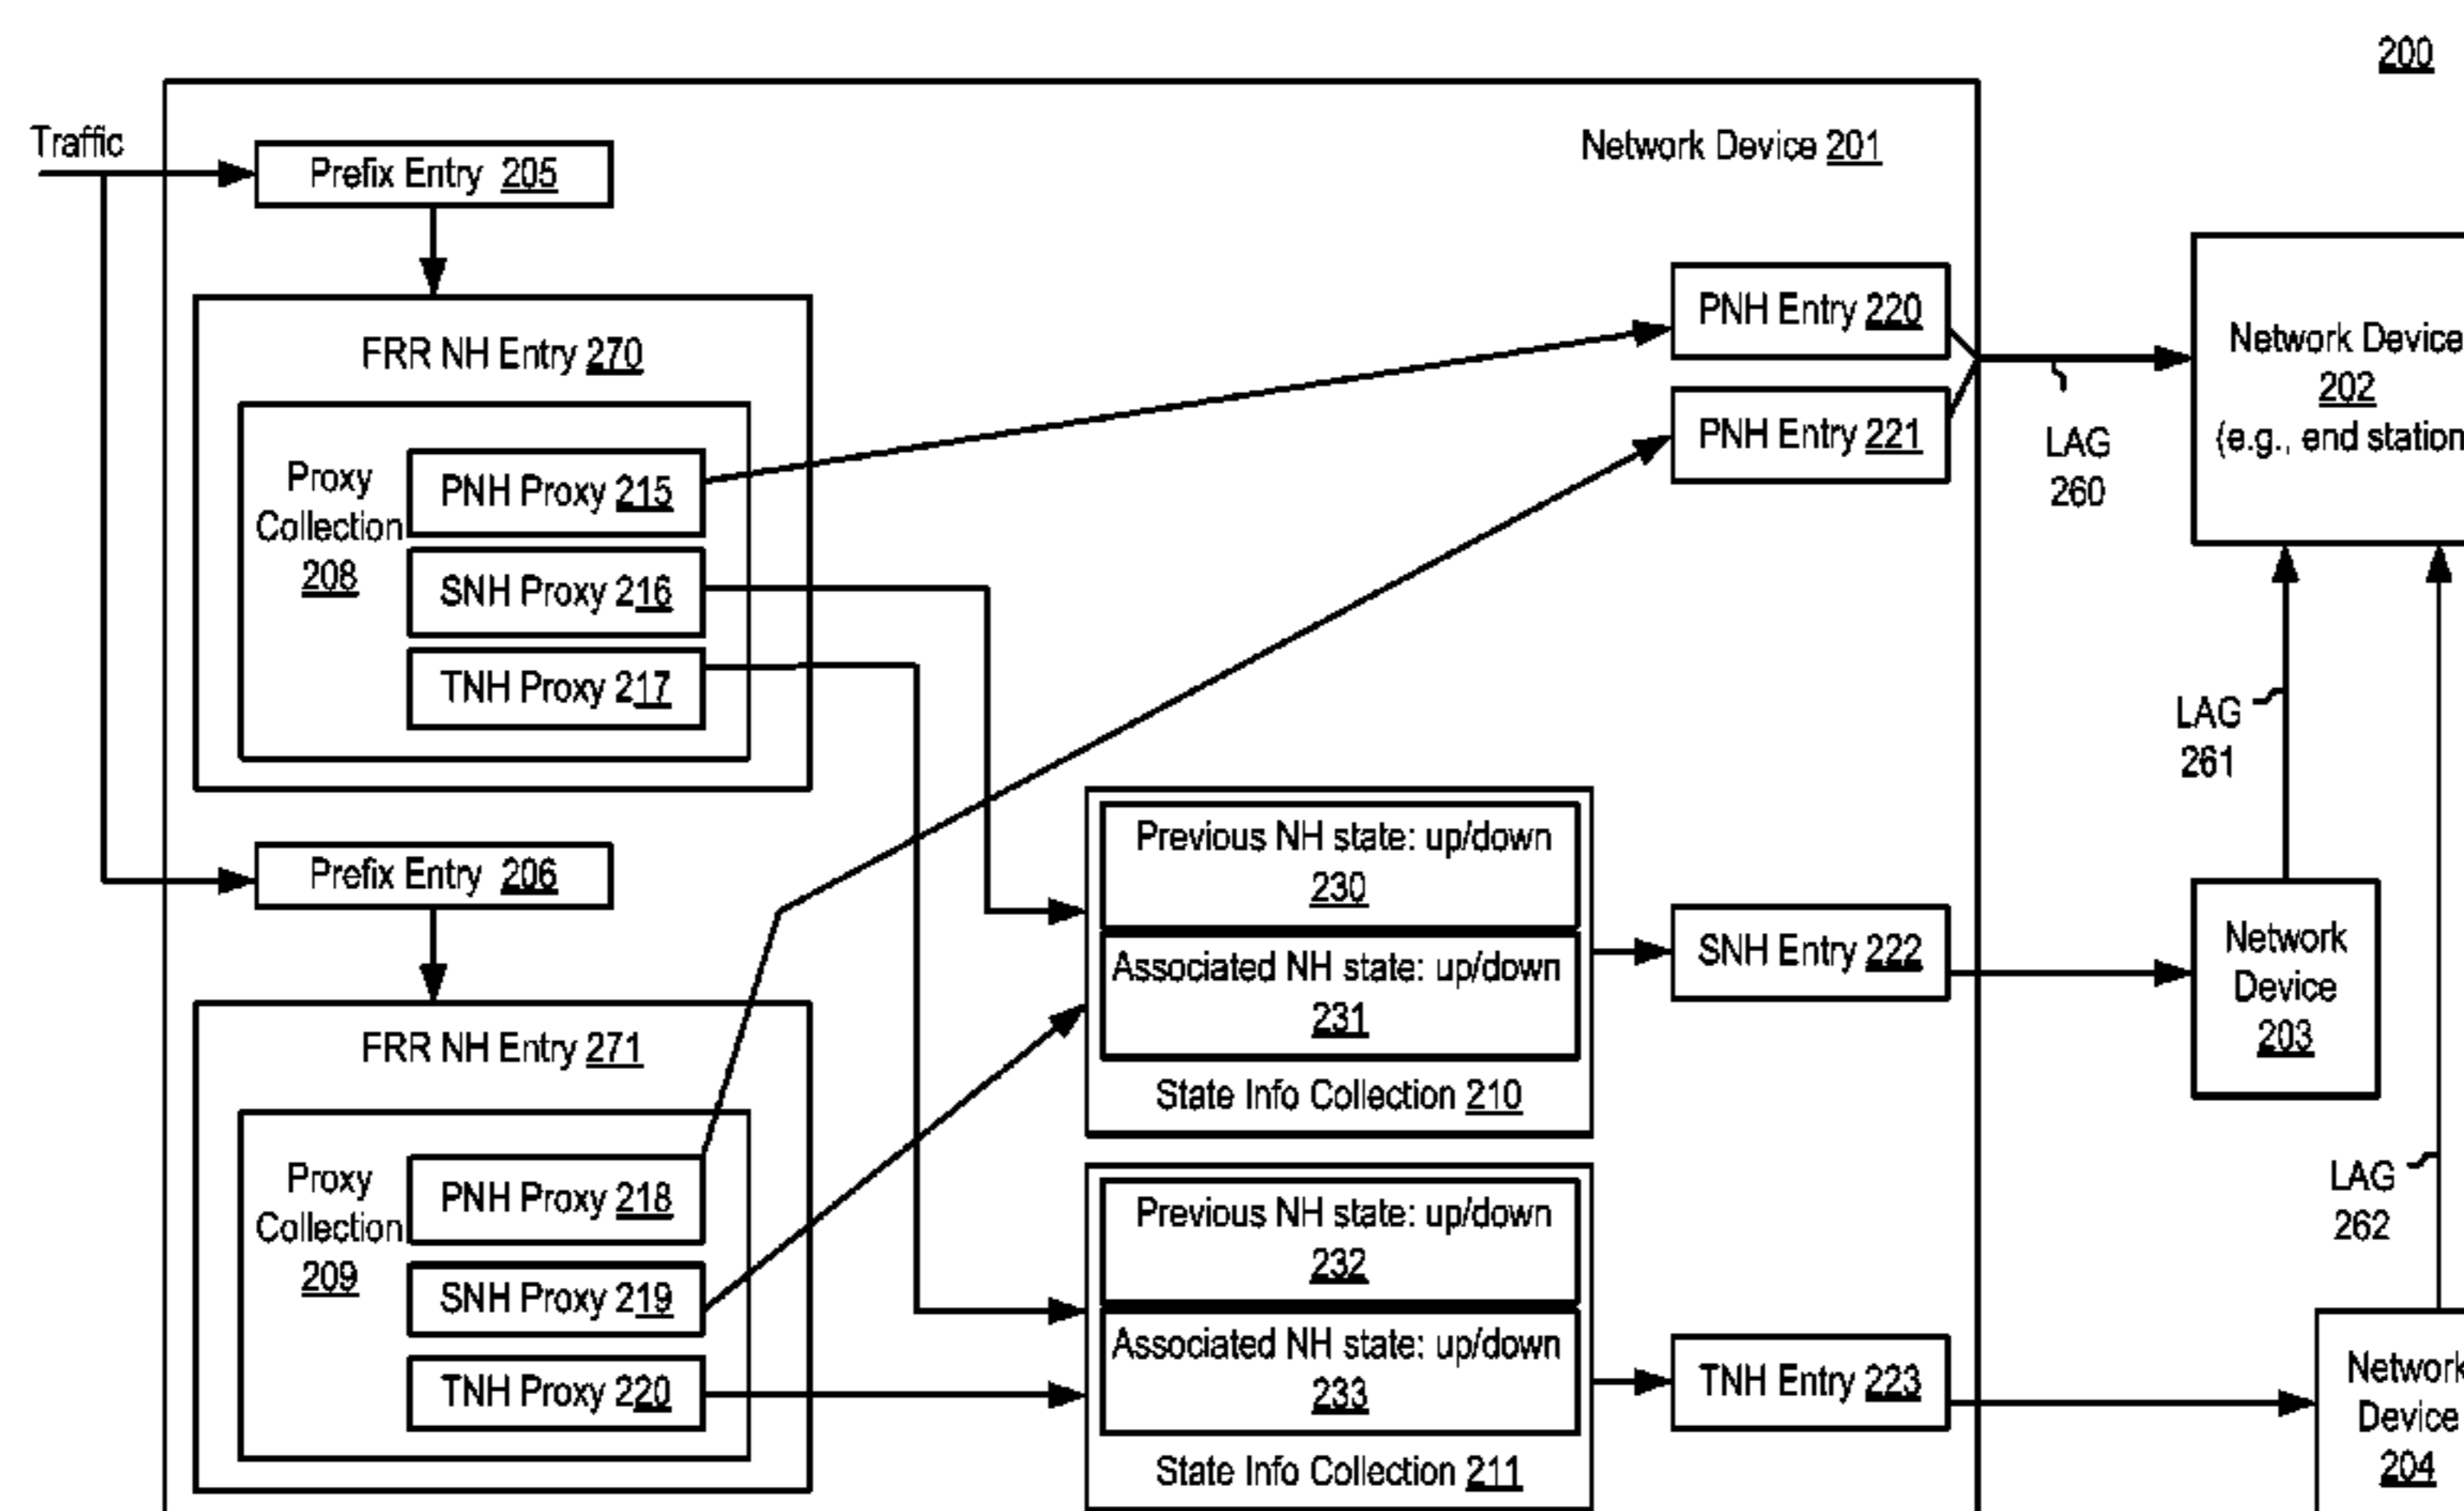 200
Traffic
Network Device 201
Prefix Entry 205
FRR NH Entry 270
Proxy
Collection
208
PNH Proxy 215
SNH Proxy 216
TNH Proxy 217
PNH Entry 220
PNH Entry 221
LAG
260
Network Device
202
(e.g., end station
LAG
261
Prefix Entry 206
FRR NH Entry 271
Proxy
Collection
209
PNH Proxy 218
SNH Proxy 219
TNH Proxy 220
Previous NH state: up/down
230
Associated NH state: up/down
231
State Info Collection 210
SNH Entry 222
Network
Device
203
Previous NH state: up/down
232
Associated NH state: up/down
233
State Info Collection 211
TNH Entry 223
LAG
262
Network
Device
204